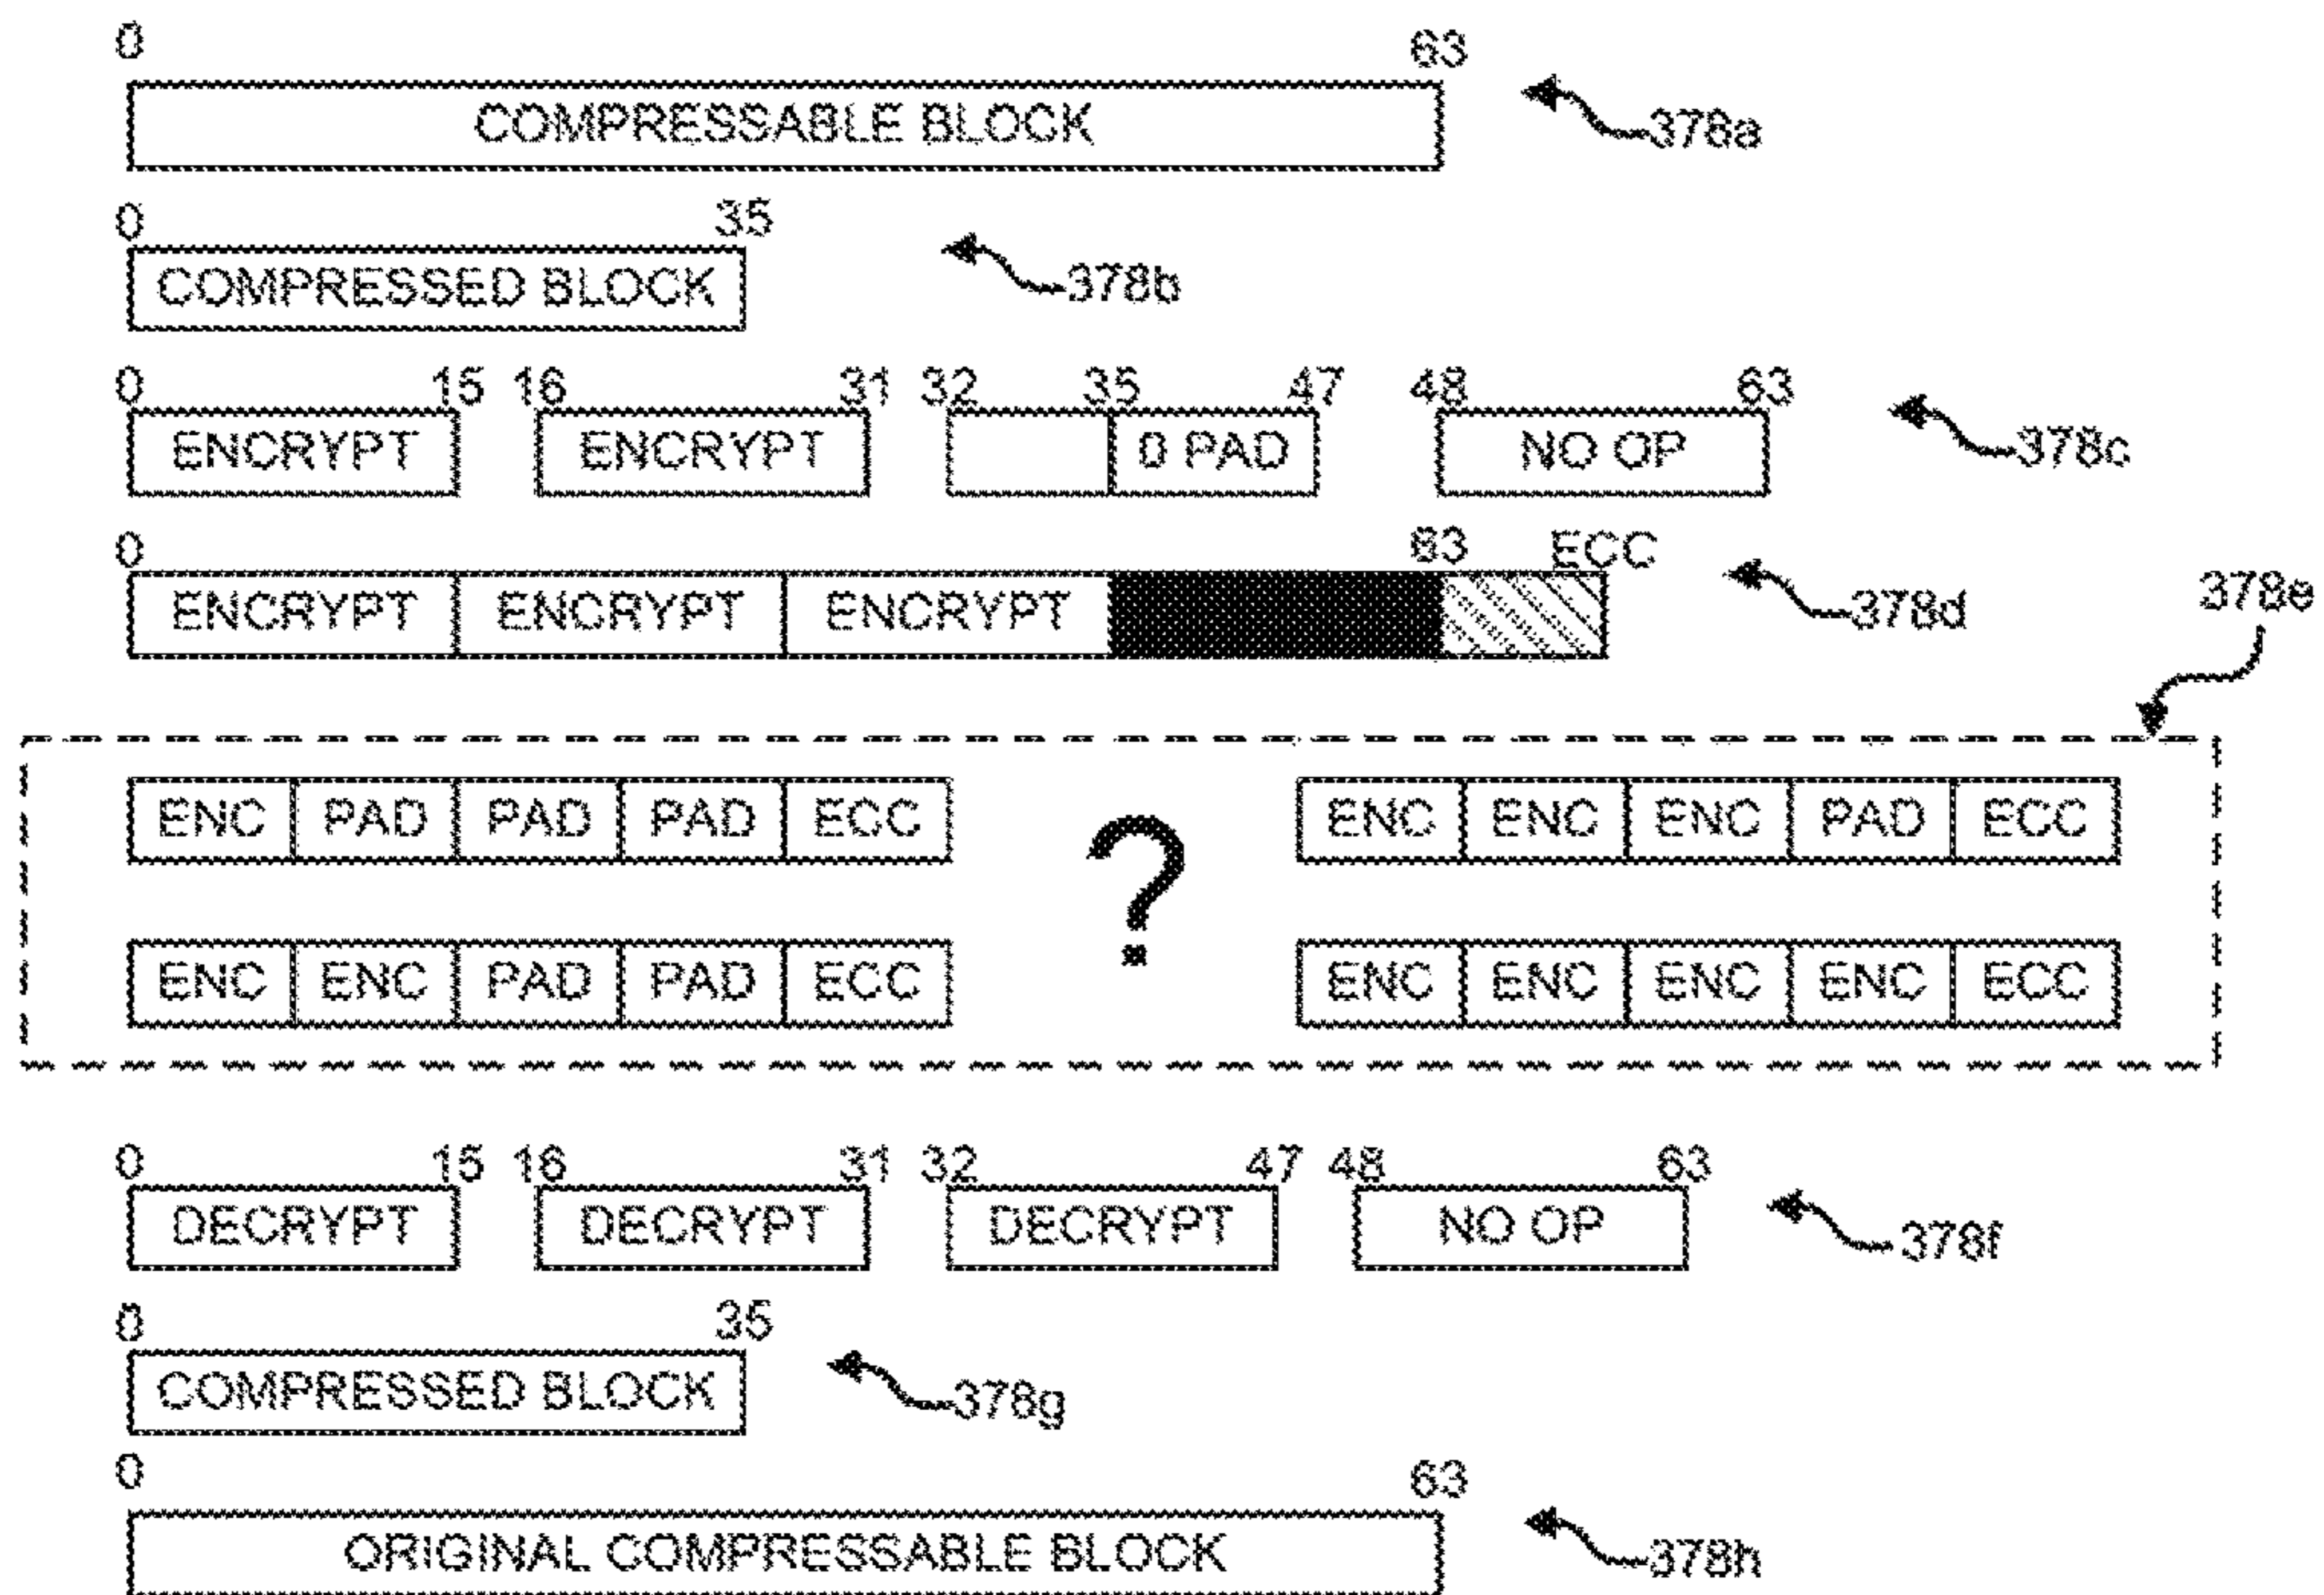 0 63
COMPRESSABLE BLOCK 378a
0 35
COMPRESSED BLOCK 378b
0 15 16 31 32 35 47 48 63
ENCRYPT ENCRYPT 0 PAD NO OP 378c
0 63 ECC
ENCRYPT ENCRYPT ENCRYPT 378d
378e
ENC PAD PAD PAD ECC ENC ENC ENC PAD ECC
?
ENC ENC PAD PAD ECC ENC ENC ENC ENC ECC
0 15 16 31 32 47 48 63
DECRYPT DECRYPT DECRYPT NO OP 378f
0 35
COMPRESSED BLOCK 378g
0 63
ORIGINAL COMPRESSABLE BLOCK 378h